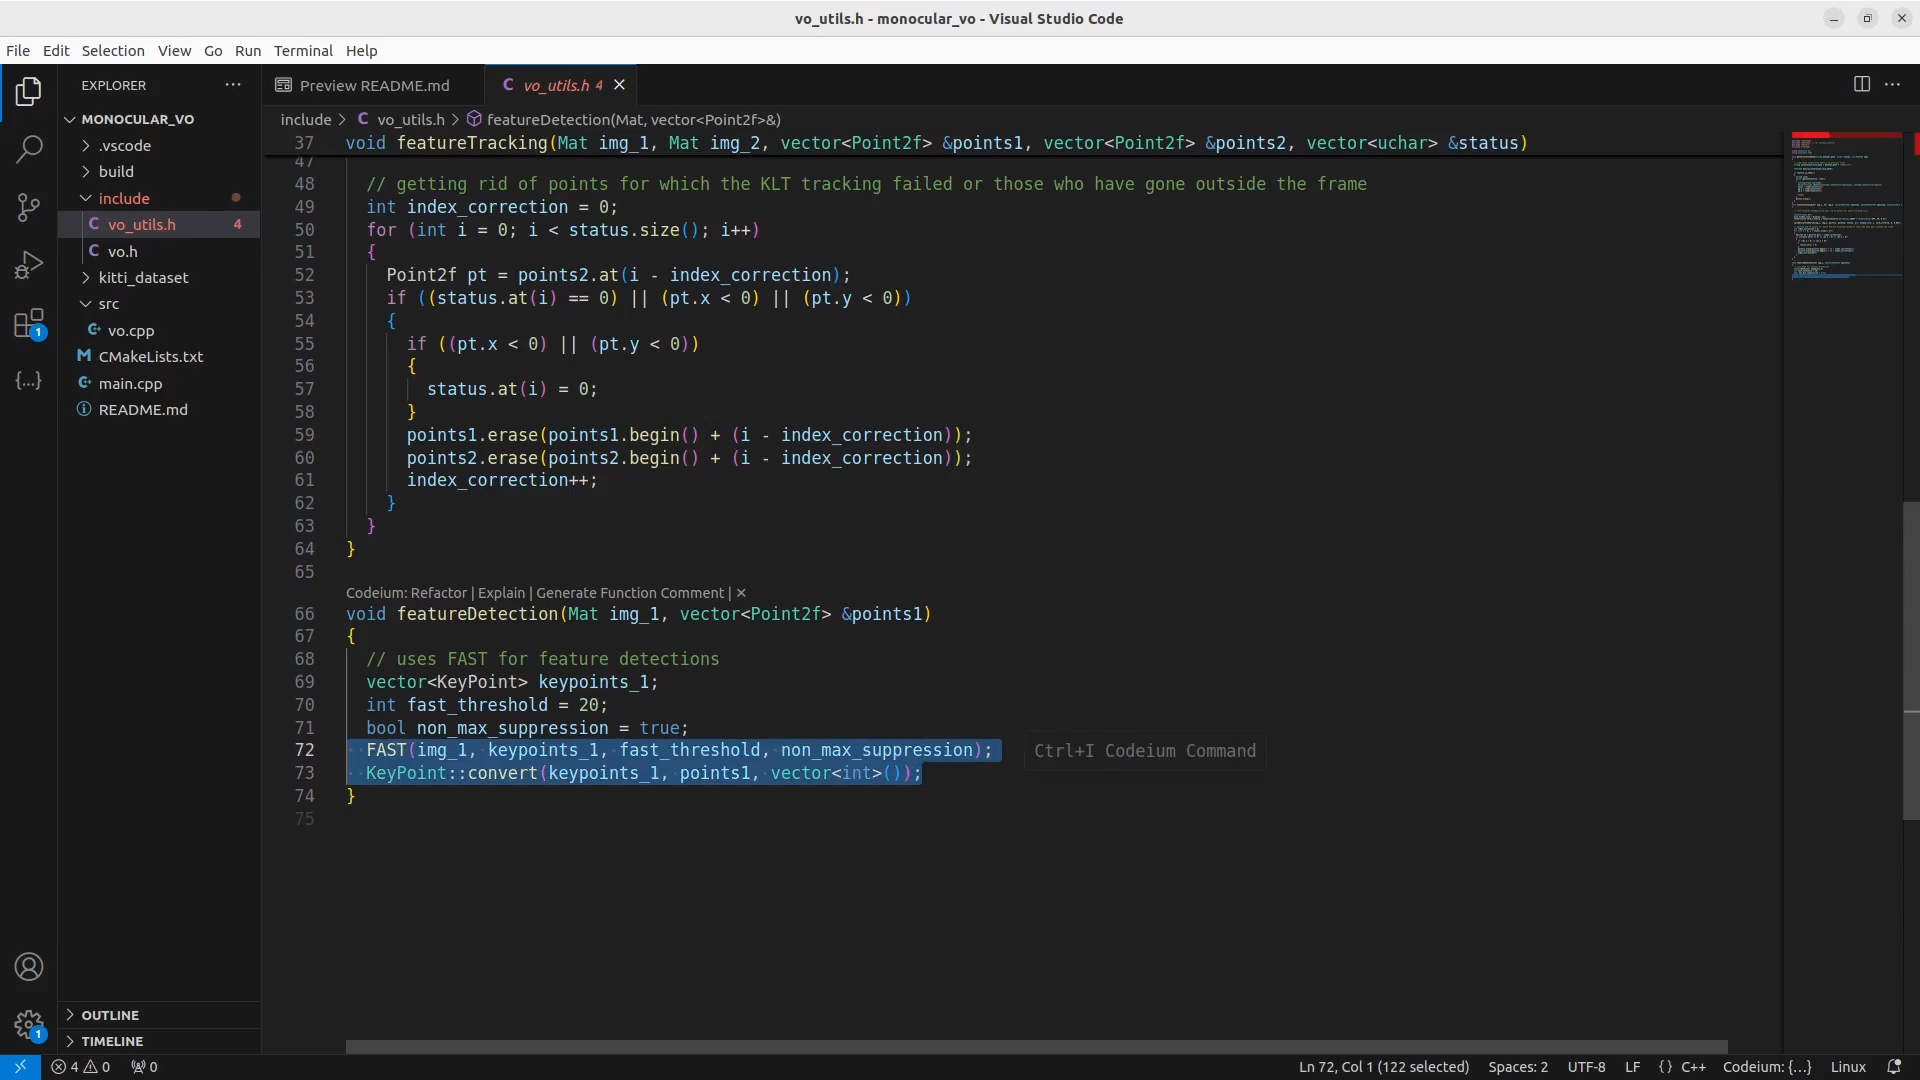 vo_utils.h - monocular_vo - Visual Studio Code
File Edit Selection View Go Run Terminal Help
EXPLORER
MONOCULAR_VO
.vscode
build
include
vo_utils.h 4
vo.h
kitti_dataset
src
vo.cpp
CMakeLists.txt
main.cpp
README.md
OUTLINE
TIMELINE
1
1
Preview README.md
vo_utils.h 4
include > C vo_utils.h > featureDetection(Mat, vector<Point2f>&)
37 void featureTracking(Mat img_1, Mat img_2, vector<Point2f> &points1, vector<Point2f> &points2, vector<uchar> &status)
47
48 // getting rid of points for which the KLT tracking failed or those who have gone outside the frame
49 int index_correction = 0;
50 for (int i = 0; i < status.size(); i++)
51 {
52 Point2f pt = points2.at(i - index_correction);
53 if ((status.at(i) == 0) || (pt.x < 0) || (pt.y < 0))
54 {
55 if ((pt.x < 0) || (pt.y < 0))
56 {
57 status.at(i) = 0;
58 }
59 points1.erase(points1.begin() + (i - index_correction));
60 points2.erase(points2.begin() + (i - index_correction));
61 index_correction++;
62 }
63 }
64 }
65
Codeium: Refactor | Explain | Generate Function Comment | ✕
66 void featureDetection(Mat img_1, vector<Point2f> &points1)
67 {
68 // uses FAST for feature detections
69 vector<KeyPoint> keypoints_1;
70 int fast_threshold = 20;
71 bool non_max_suppression = true;
72 FAST(img_1, keypoints_1, fast_threshold, non_max_suppression);
Ctrl+I Codeium Command
73 KeyPoint::convert(keypoints_1, points1, vector<int>());
74 }
75
4 0 0
Ln 72, Col 1 (122 selected) Spaces: 2 UTF-8 LF {} C++ Codeium: {...} Linux